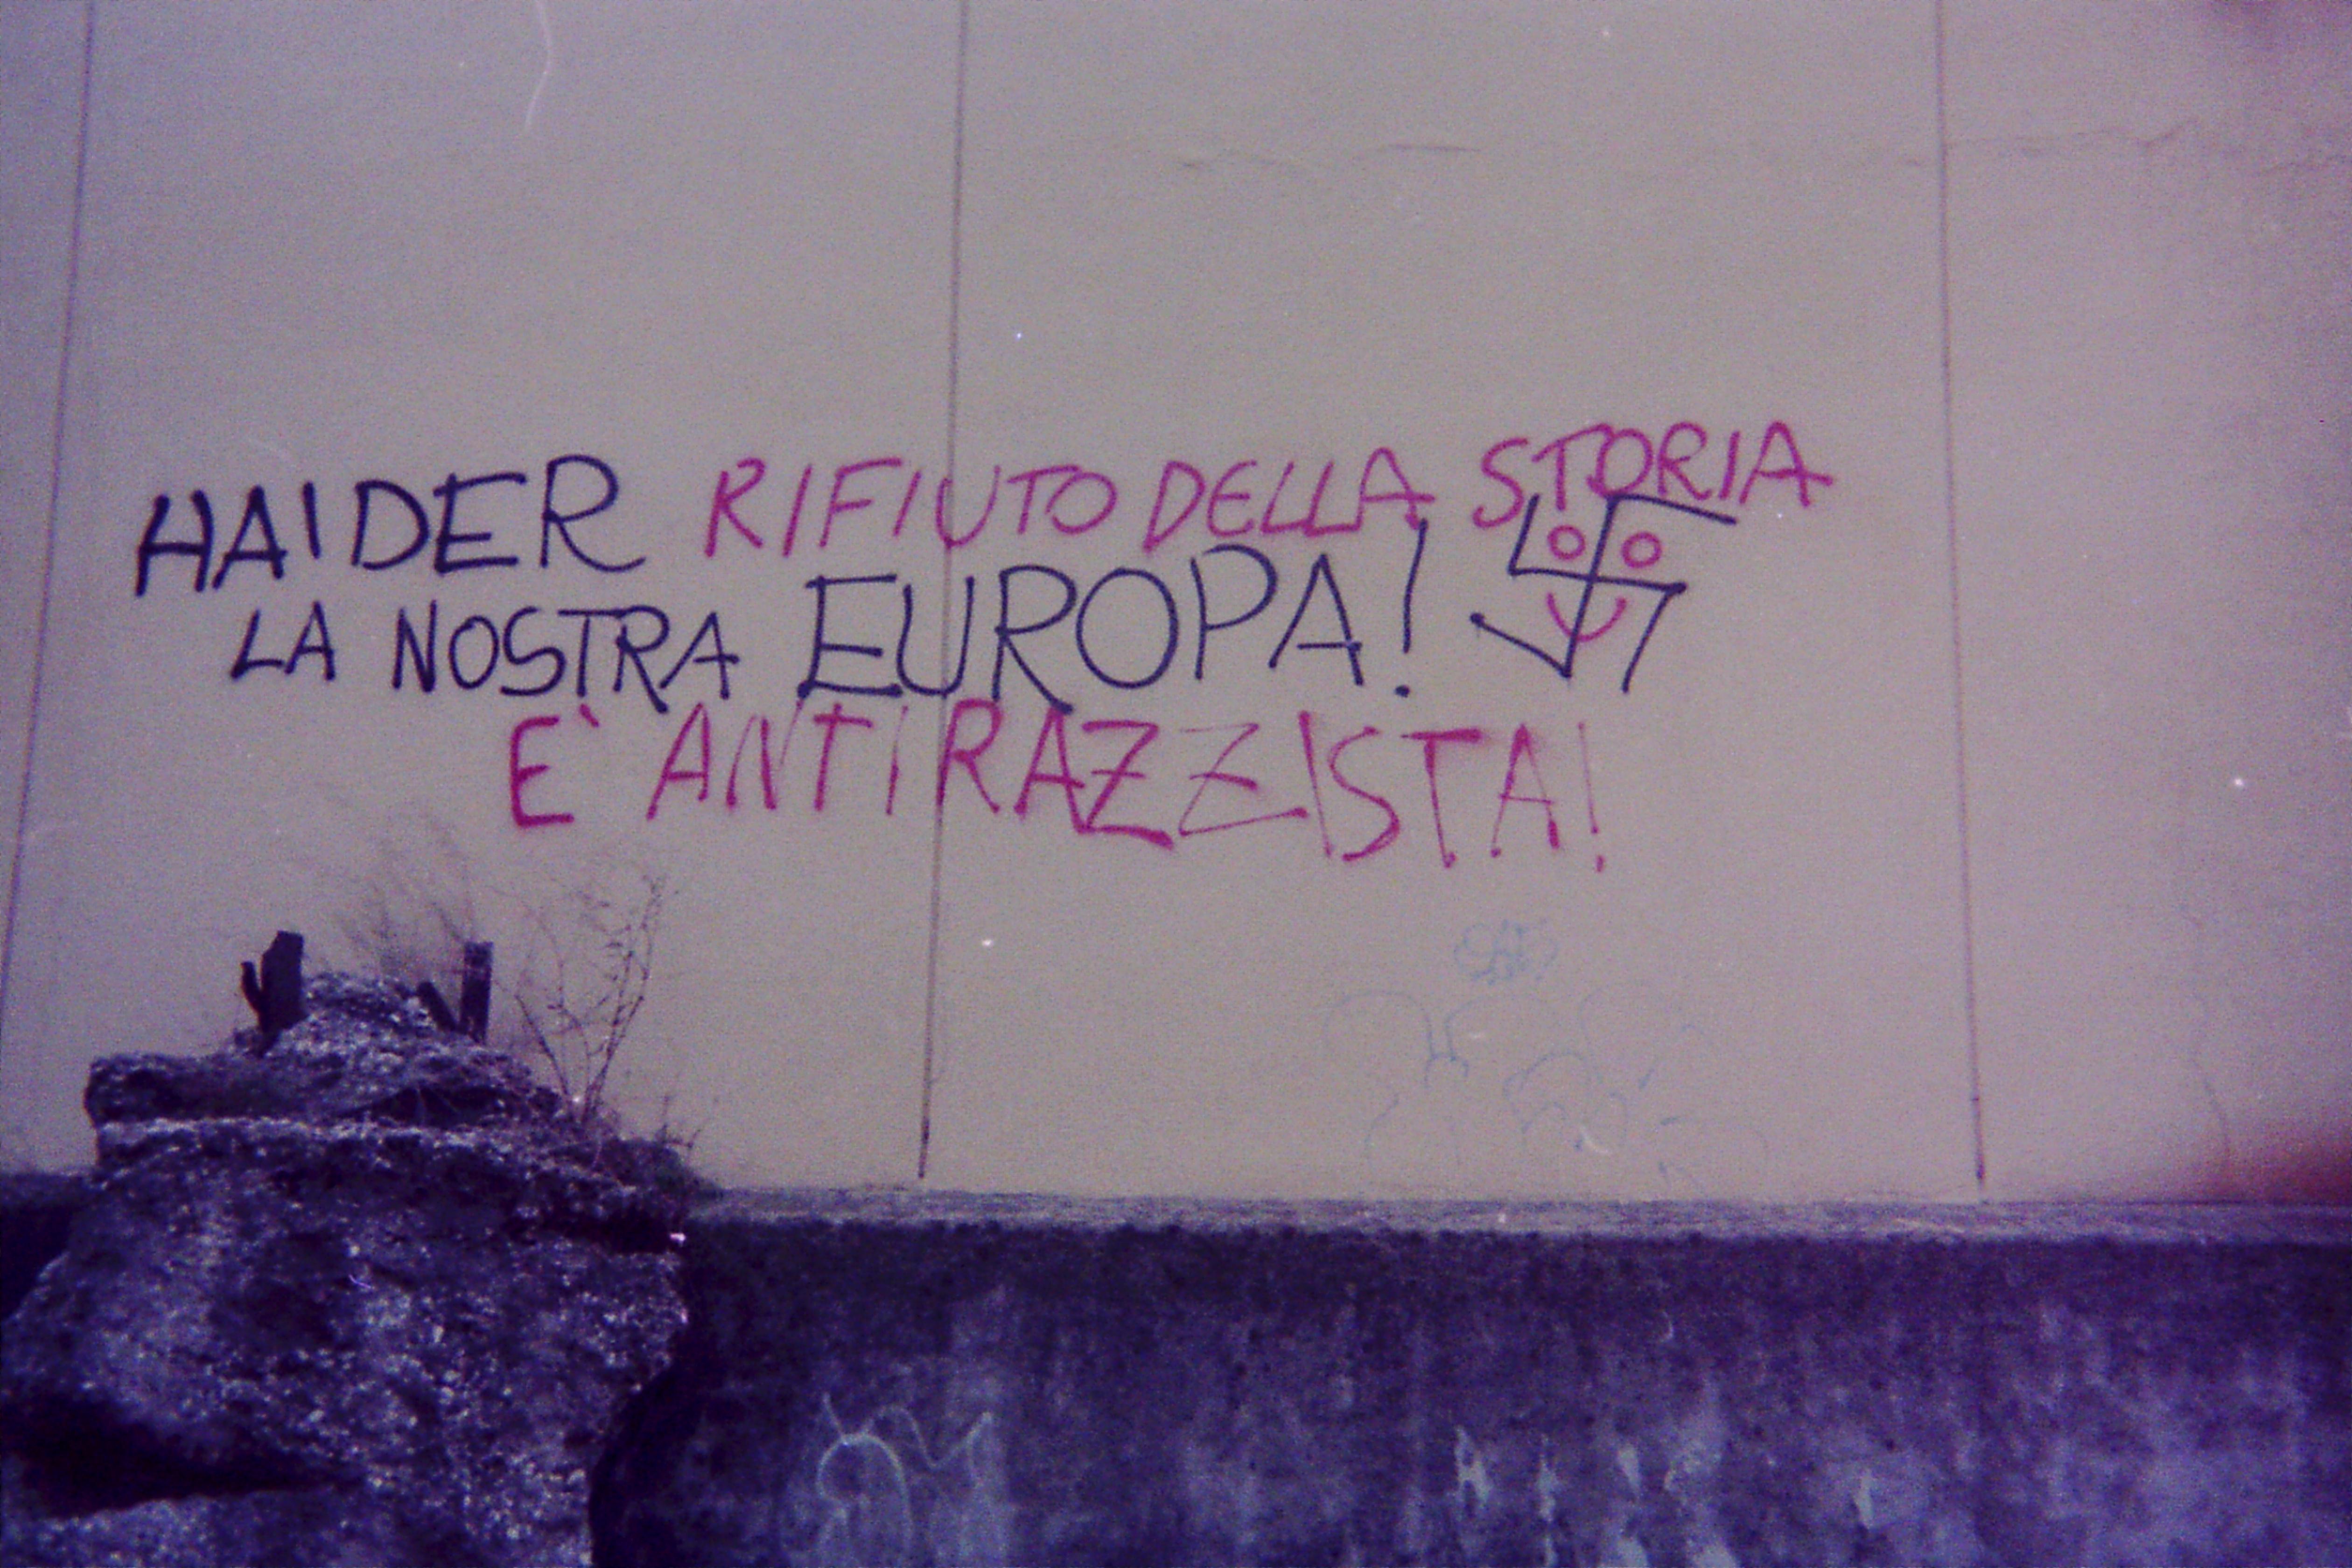 HAIDER RIFIUTO DELLA STORIA
LA NOSTRA EUROPA!
E' ANTIRAZZISTA!